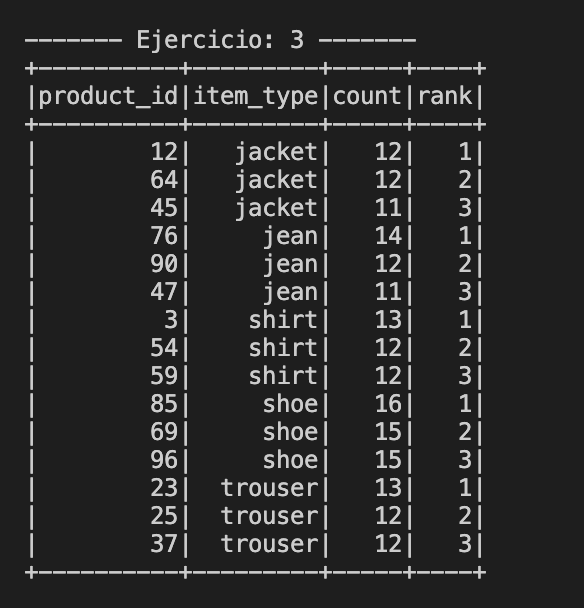 ------- Ejercicio: 3 -------
+----------+---------+-----+----+
|product_id|item_type|count|rank|
+----------+---------+-----+----+
|        12|   jacket|   12|   1|
|        64|   jacket|   12|   2|
|        45|   jacket|   11|   3|
|        76|     jean|   14|   1|
|        90|     jean|   12|   2|
|        47|     jean|   11|   3|
|         3|    shirt|   13|   1|
|        54|    shirt|   12|   2|
|        59|    shirt|   12|   3|
|        85|     shoe|   16|   1|
|        69|     shoe|   15|   2|
|        96|     shoe|   15|   3|
|        23|  trouser|   13|   1|
|        25|  trouser|   12|   2|
|        37|  trouser|   12|   3|
+----------+---------+-----+----+